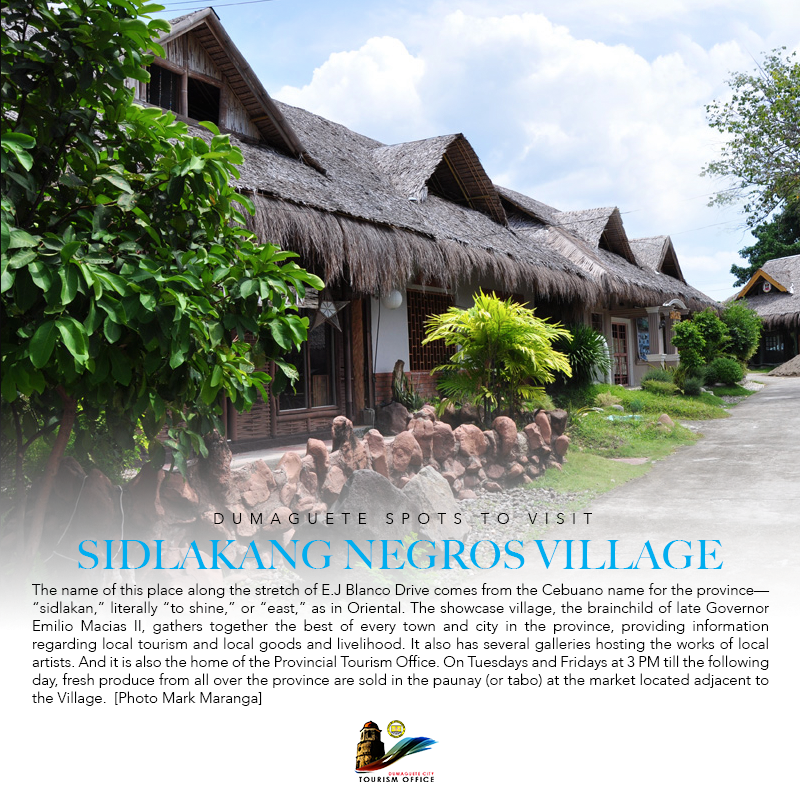 DUMAGUETE SPOTS TO VISIT
SIDLAKANG NEGROS VILLAGE
The name of this place along the stretch of E.J Blanco Drive comes from the Cebuano name for the province—
“sidlakan,” literally “to shine,” or “east,” as in Oriental. The showcase village, the brainchild of late Governor
Emilio Macias II, gathers together the best of every town and city in the province, providing information
regarding local tourism and local goods and livelihood. It also has several galleries hosting the works of local
artists. And it is also the home of the Provincial Tourism Office. On Tuesdays and Fridays at 3 PM till the following
day, fresh produce from all over the province are sold in the paunay (or tabo) at the market located adjacent to
the Village. [Photo Mark Maranga]
DUMAGUETE CITY
TOURISM OFFICE